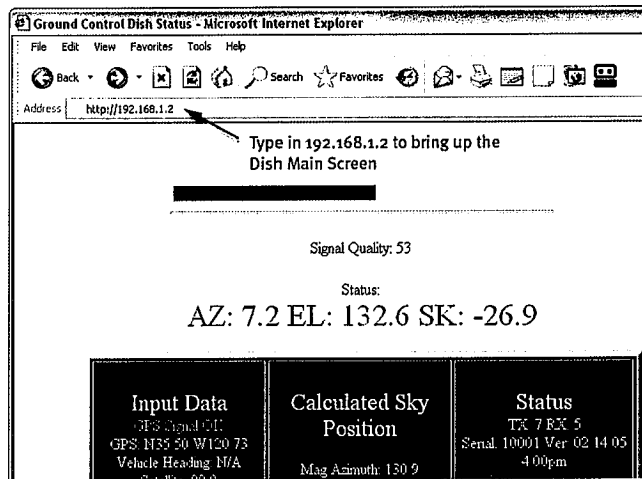 Ground Control Dish Status - Microsoft Internet Explorer
File Edit View Favorites Tools Help
Back Search Favorites
Address http://192.168.1.2
Type in 192.168.1.2 to bring up the
Dish Main Screen
Signal Quality: 53
Status:
AZ: 7.2 EL: 132.6 SK: -26.9
Input Data
GPS Signal OK
GPS: N35 50 W120 73
Vehicle Heading: N/A
Calculated Sky
Position
Mag Azimuth: 130 9
Status
TX: 7 RX: 5
Serial: 10001 Ver: 02 14 05
4:00pm